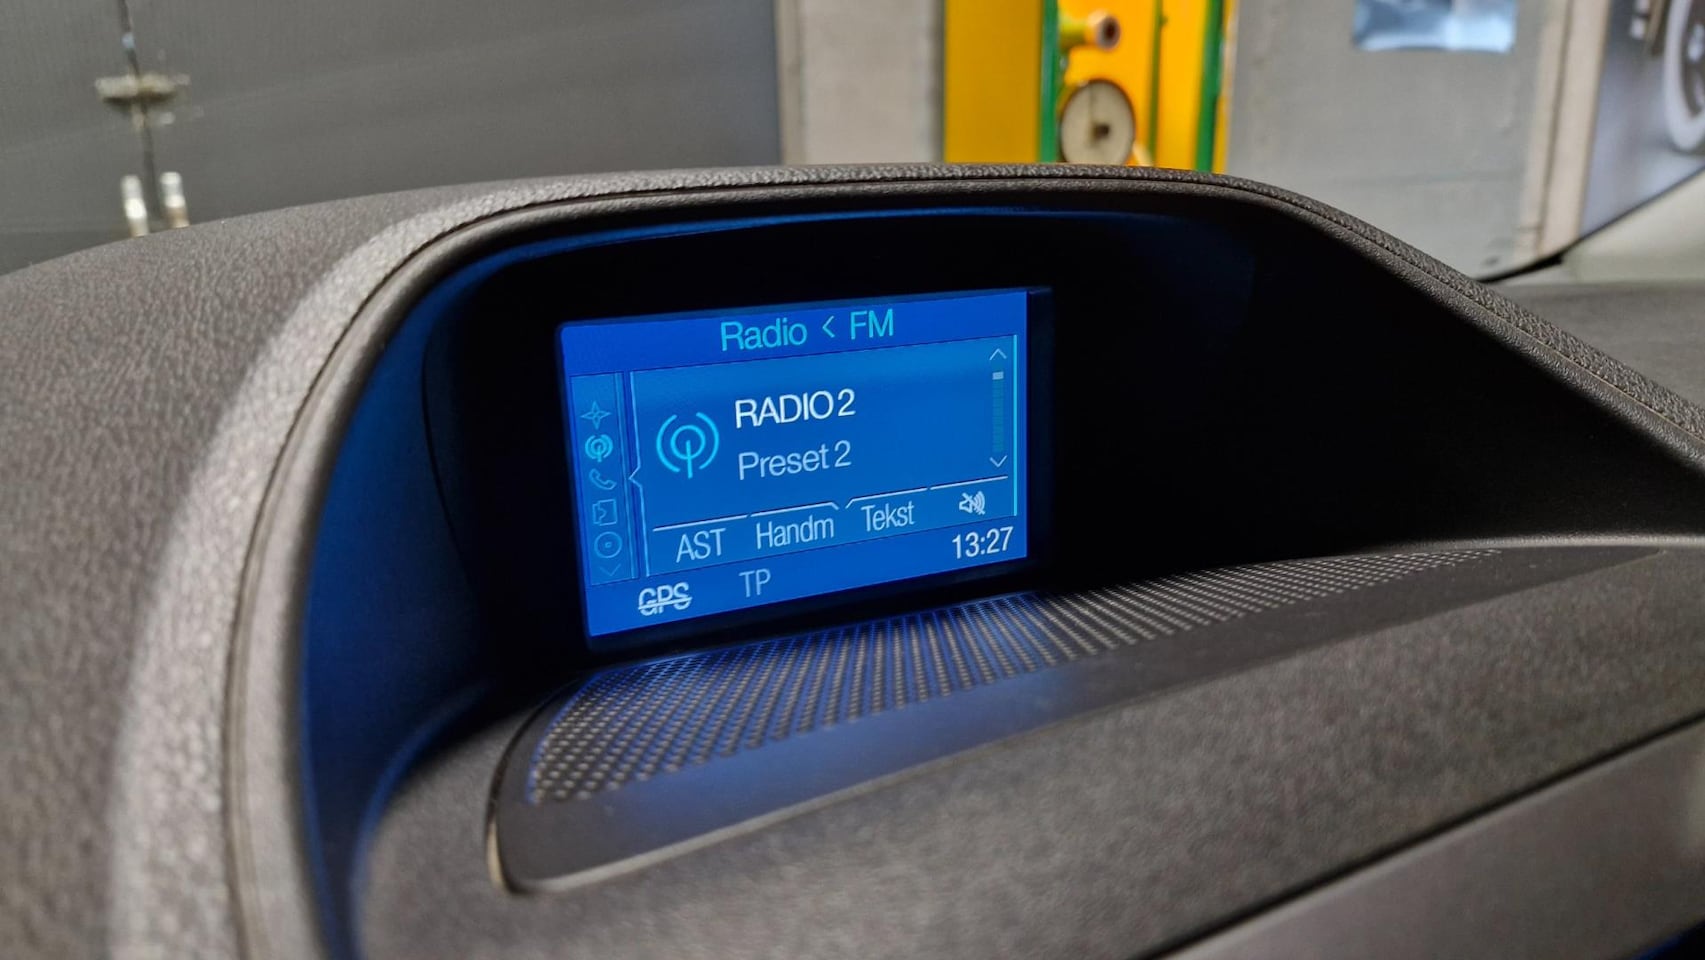 Radio < FM
RADIO 2
Preset 2
AST Handm Tekst
13:27
GPS TP